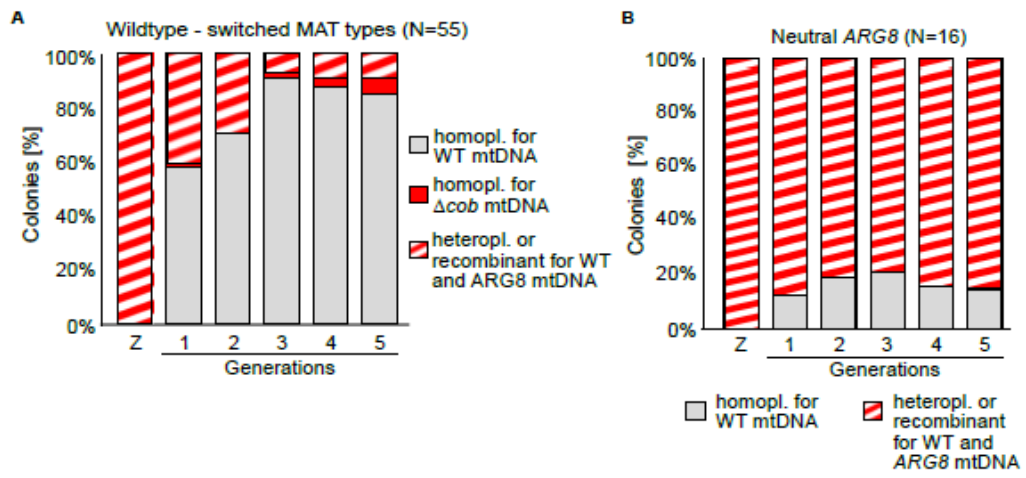 A
Wildtype - switched MAT types (N=55)
100%
80%
60%
40%
20%
0%
Colonies [%]
Z 1 2 3 4 5
Generations
homopl. for
WT mtDNA
homopl. for
Δcob mtDNA
heteropl. or
recombinant for WT
and ARG8 mtDNA
B
Neutral ARG8 (N=16)
100%
80%
60%
40%
20%
0%
Colonies [%]
Z 1 2 3 4 5
Generations
homopl. for
WT mtDNA
heteropl. or
recombinant
for WT and
ARG8 mtDNA